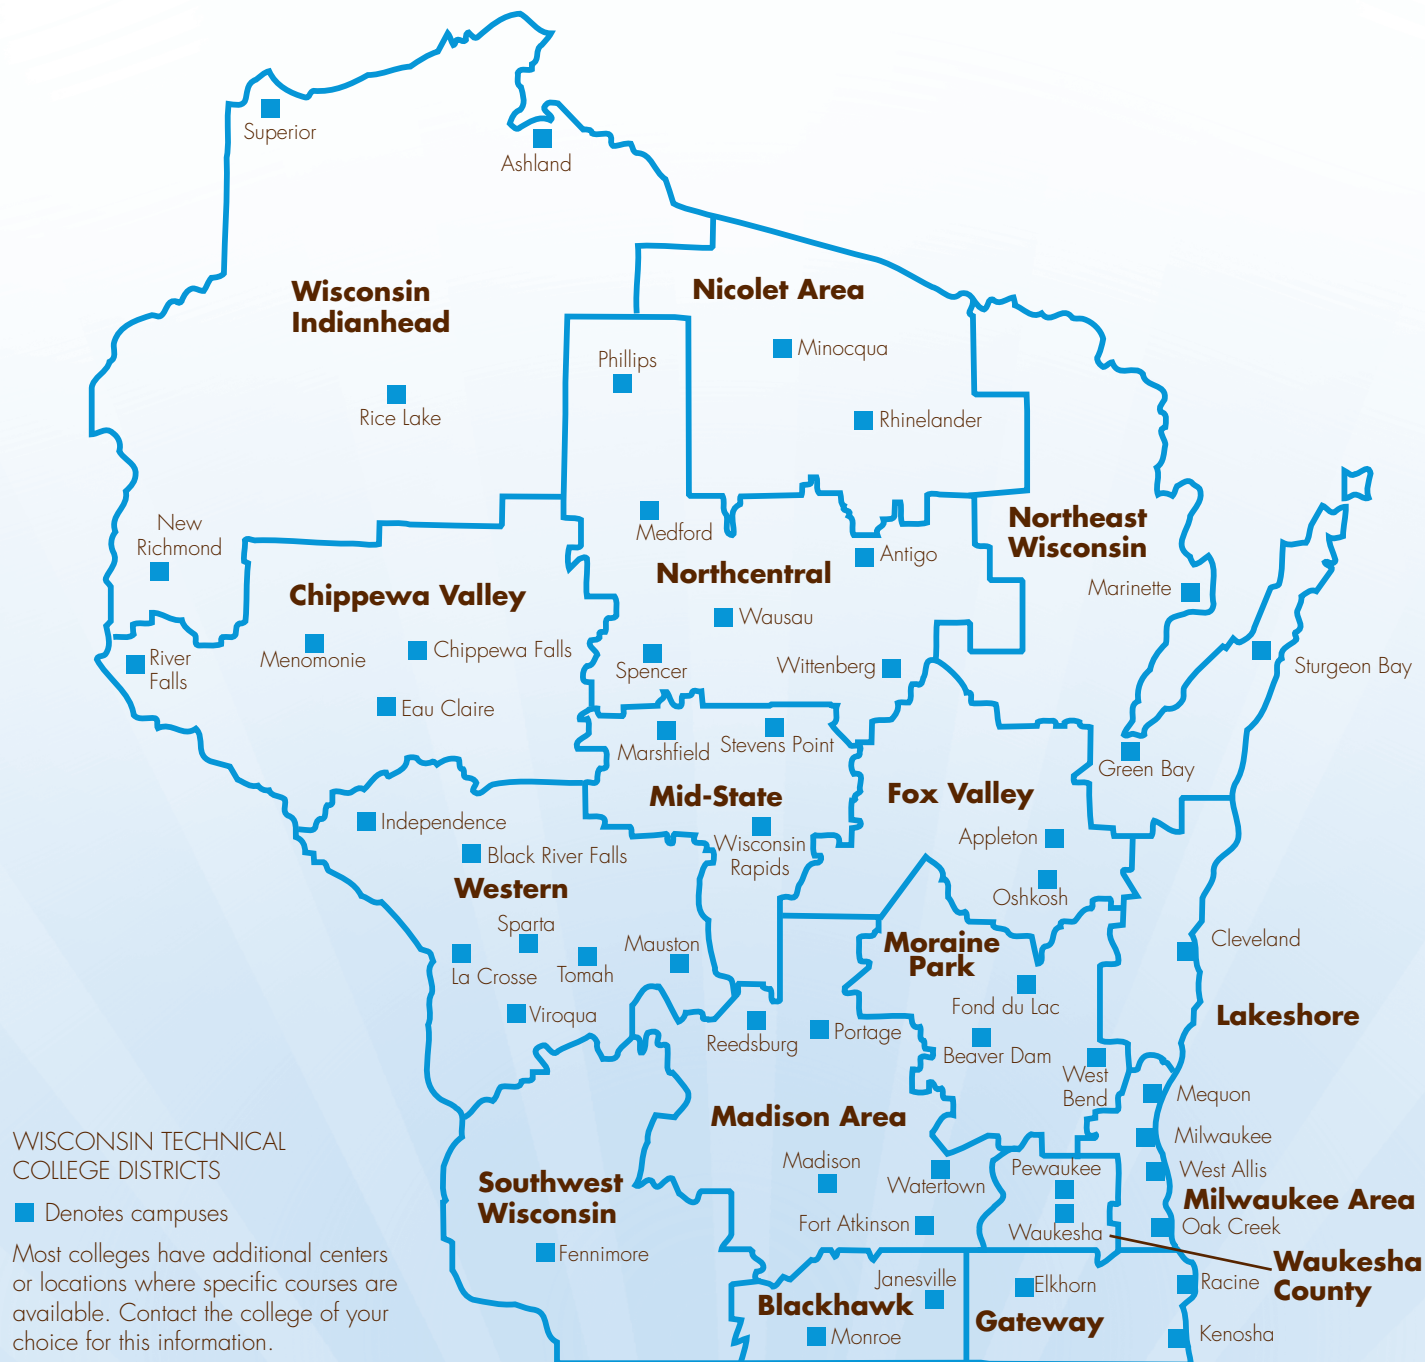 Superior
Ashland
Wisconsin
Indianhead
Nicolet Area
Minocqua
Phillips
Rice Lake
Rhinelander
New
Richmond
Medford
Northeast
Wisconsin
Antigo
Northcentral
Chippewa Valley
Marinette
Wausau
River
Falls
Menomonie
Chippewa Falls
Spencer
Wittenberg
Sturgeon Bay
Eau Claire
Marshfield
Stevens Point
Green Bay
Mid-State
Fox Valley
Independence
Wisconsin
Rapids
Appleton
Black River Falls
Western
Oshkosh
Sparta
Mauston
Moraine
Park
Cleveland
La Crosse
Tomah
Fond du Lac
Viroqua
Lakeshore
Reedsburg
Portage
Beaver Dam
West
Bend
Mequon
Madison Area
Milwaukee
WISCONSIN TECHNICAL
COLLEGE DISTRICTS
Madison
Watertown
Pewaukee
West Allis
Southwest
Wisconsin
Milwaukee Area
Denotes campuses
Fort Atkinson
Waukesha
Oak Creek
Fennimore
Waukesha
County
Most colleges have additional centers
or locations where specific courses are
available. Contact the college of your
choice for this information.
Janesville
Elkhorn
Racine
Blackhawk
Gateway
Monroe
Kenosha